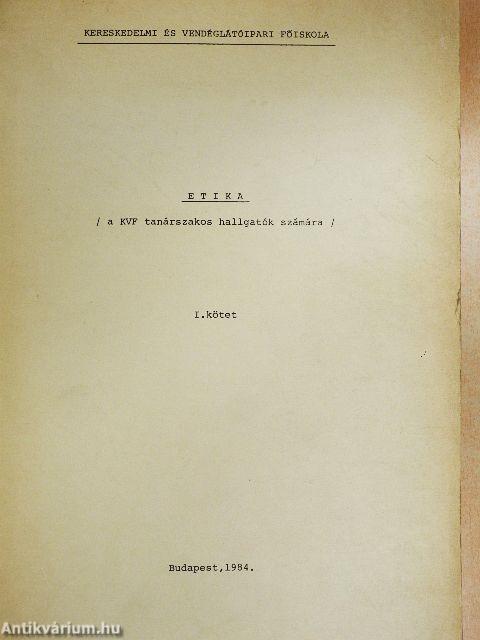 KERESKEDELMI ÉS VENDÉGLÁTÓIPARI FŐISKOLA
E T I K A
/ a KVF tanárszakos hallgatók számára /
I.kötet
Budapest,1984.
Antikvárium.hu